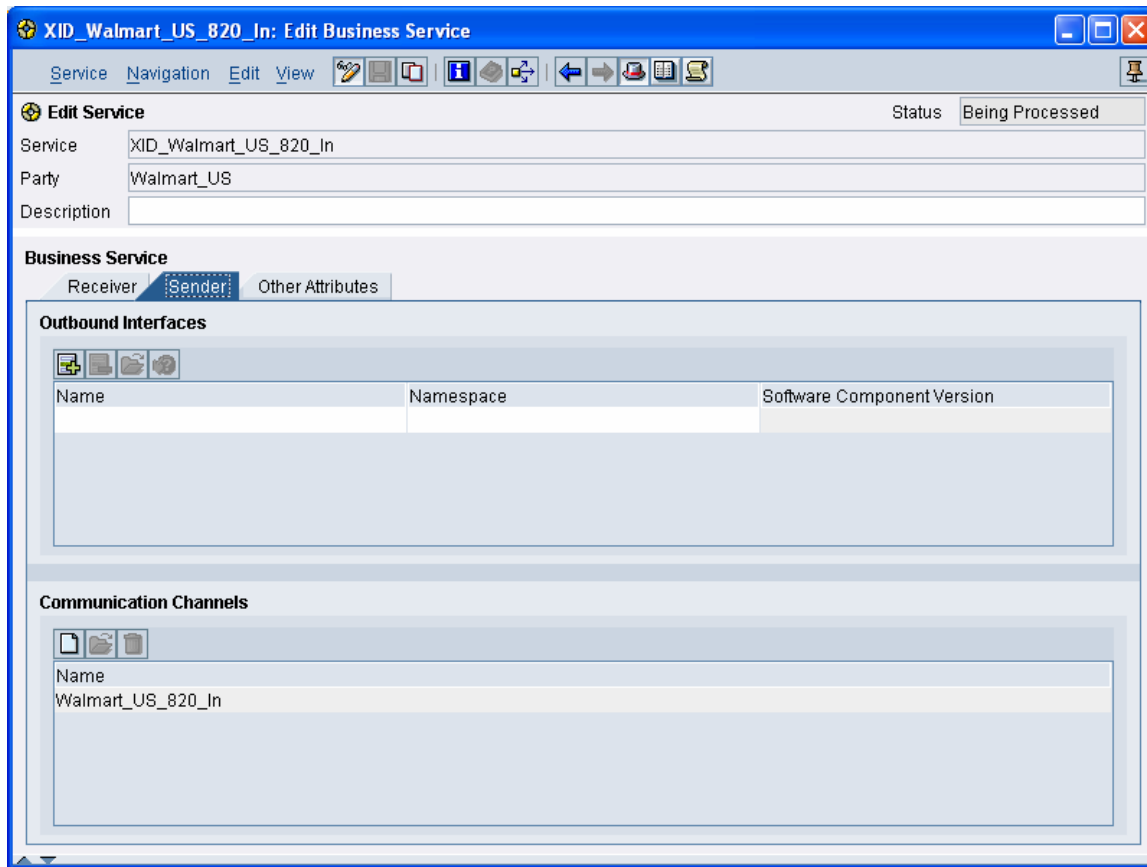 XID_Walmart_US_820_In: Edit Business Service
Service Navigation Edit View
Edit Service Status Being Processed
Service XID_Walmart_US_820_In
Party Walmart_US
Description
Business Service
Receiver Sender Other Attributes
Outbound Interfaces
Name Namespace Software Component Version
Communication Channels
Name
Walmart_US_820_In